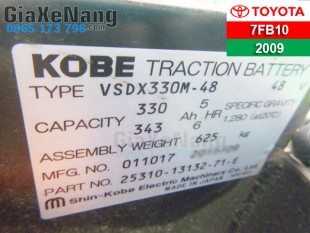 GiaXeNang
0965 173 798
TOYOTA
7FB10
2009
KOBE TRACTION BATTERY
TYPE VSDX330M-48 48 V
CAPACITY 330 Ah 5 HR SPECIFIC GRAVITY
343 6 1.280 (at20℃)
ASSEMBLY WEIGHT 625 kg
MFG. NO. 011017
PART NO. 25310-13132-71-E
Shin-Kobe Electric Machinery Co., Ltd.
MADE IN JAPAN
GiaXeNang